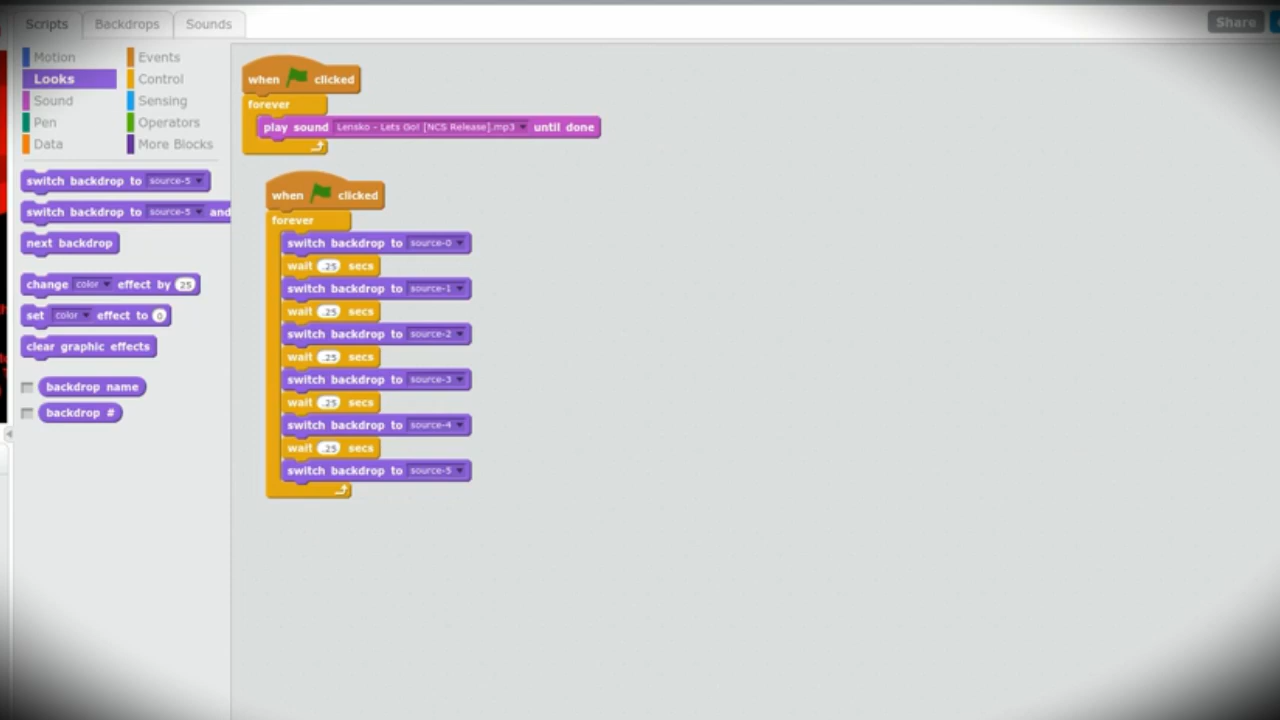 Scripts Backdrops Sounds Share
Motion Events
Looks Control
Sound Sensing
Pen Operators
Data More Blocks
switch backdrop to source-5
switch backdrop to source-5 and
next backdrop
change color effect by 25
set color effect to 0
clear graphic effects
backdrop name
backdrop #
when clicked
forever
play sound Lensko - Lets Go! [NCS Release].mp3 until done
when clicked
forever
switch backdrop to source-0
wait .25 secs
switch backdrop to source-1
wait .25 secs
switch backdrop to source-2
wait .25 secs
switch backdrop to source-3
wait .25 secs
switch backdrop to source-4
wait .25 secs
switch backdrop to source-5